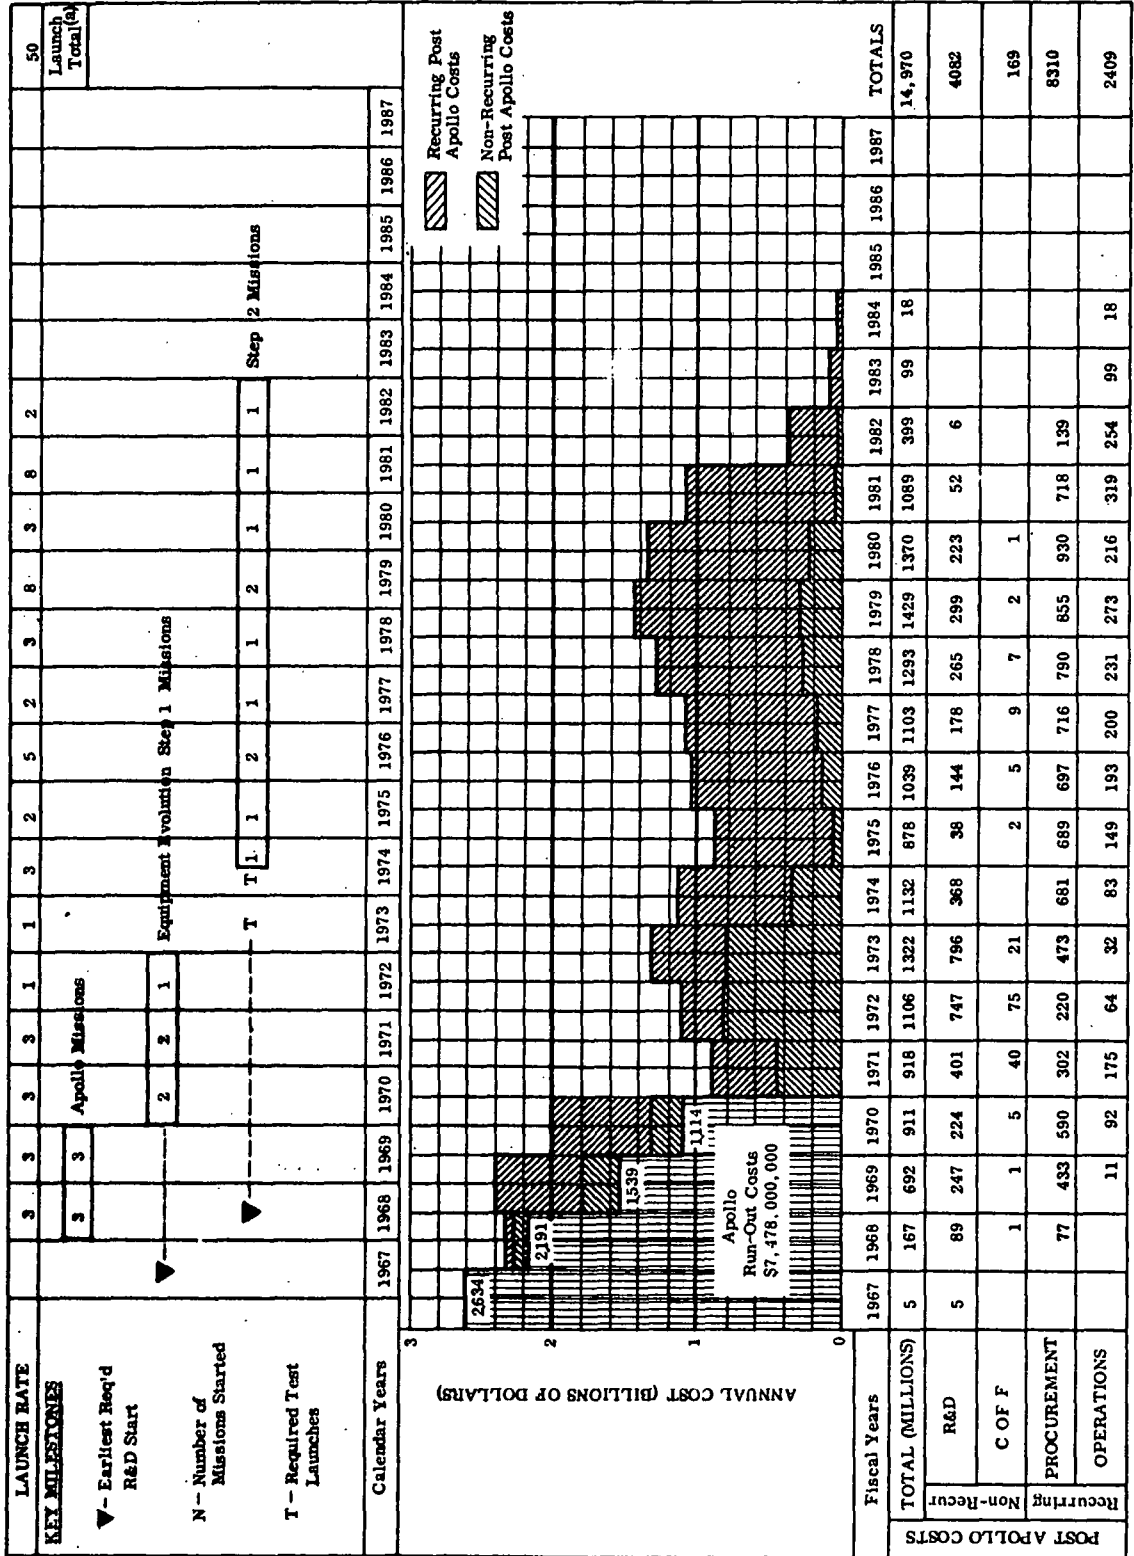 LAUNCH RATE 3 3 3 3 1 1 3 2 5 2 3 8 3 8 2 50
KEY MILESTONES
Launch
Total(a)
▼ – Earliest Req'd
R&D Start
N – Number of
Missions Started
T – Required Test
Launches
3 3 Apollo Missions
2 2 1 Equipment Evolution Step 1 Missions
T T 1 1 2 1 1 2 1 1 1 Step 2 Missions
Calendar Years 1967 1968 1969 1970 1971 1972 1973 1974 1975 1976 1977 1978 1979 1980 1981 1982 1983 1984 1985 1986 1987
ANNUAL COST (BILLIONS OF DOLLARS)
3
2
1
0
2634
2,191
1,539
1,114
Apollo
Run-Out Costs
$7,478,000,000
Recurring Post
Apollo Costs
Non-Recurring
Post Apollo Costs
Fiscal Years 1967 1968 1969 1970 1971 1972 1973 1974 1975 1976 1977 1978 1979 1980 1981 1982 1983 1984 1985 1986 1987 TOTALS
POST APOLLO COSTS
TOTAL (MILLIONS) 5 167 692 911 918 1106 1322 1132 878 1039 1103 1293 1429 1370 1089 399 99 18 14,970
Non-Recur
R&D 5 89 247 224 401 747 796 368 38 144 178 265 299 223 52 6 4082
C OF F 1 1 5 40 75 21 2 5 9 7 2 1 169
Recurring
PROCUREMENT 77 433 590 302 220 473 681 689 697 716 790 855 930 718 139 8310
OPERATIONS 11 92 175 64 32 83 149 193 200 231 273 216 319 254 99 18 2409